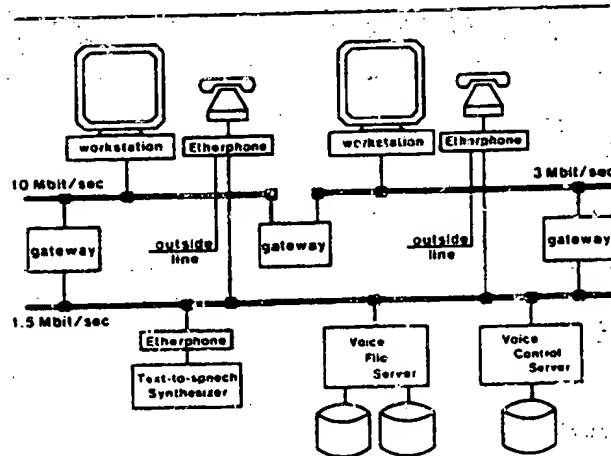 workstation
Etherphone
workstation
Etherphone
10 Mbit/sec
3 Mbit/sec
gateway
outside
line
gateway
outside
line
gateway
1.5 Mbit/sec
Etherphone
Text-to-speech
Synthesizer
Voice
File
Server
Voice
Control
Server